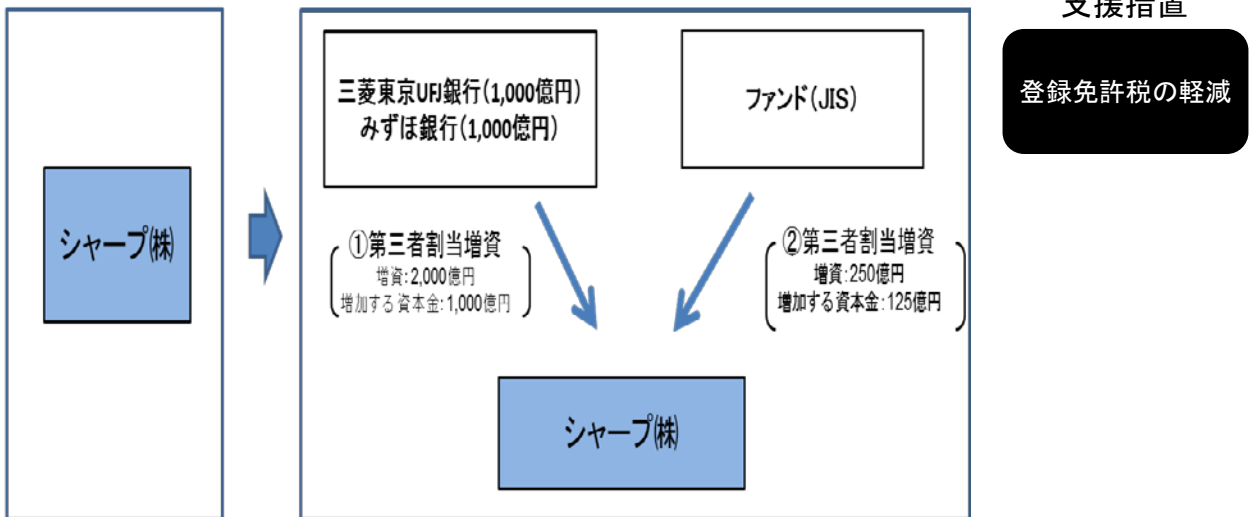 支援措置
登録免許税の軽減
シャープ㈱
三菱東京UFJ銀行(1,000億円)
みずほ銀行(1,000億円)
ファンド(JIS)
①第三者割当増資
増資:2,000億円
増加する資本金:1,000億円
②第三者割当増資
増資:250億円
増加する資本金:125億円
シャープ㈱